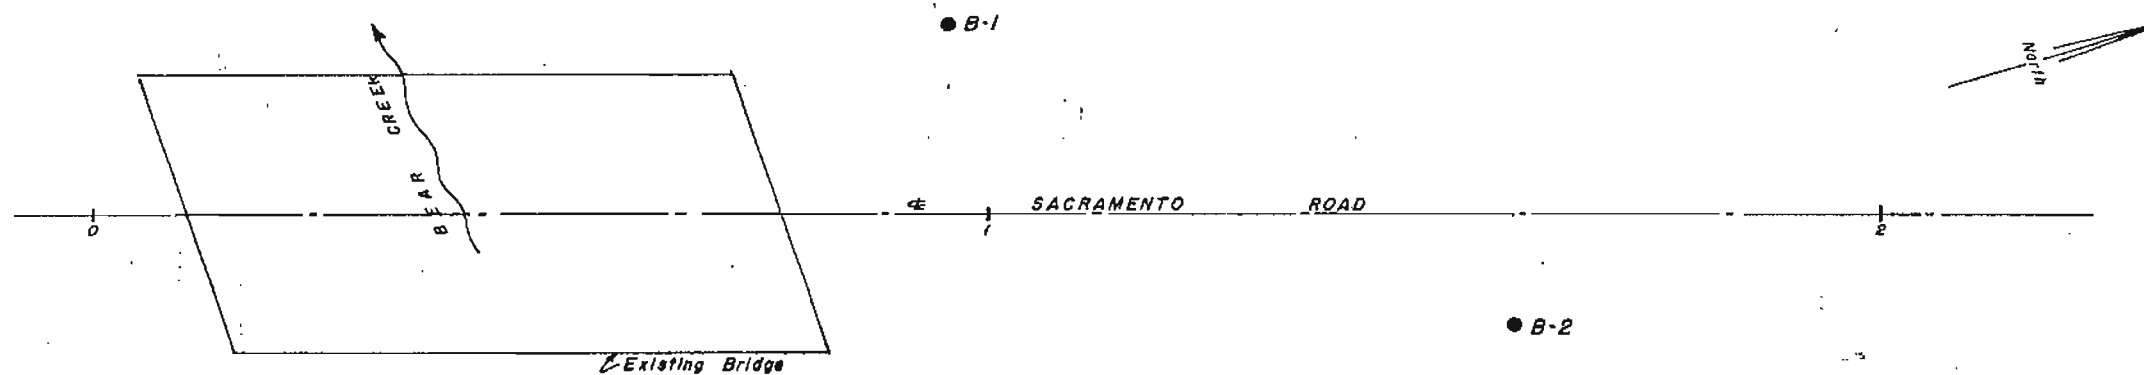 B-1
North
BEAR CREEK
℄ SACRAMENTO ROAD
0 1 2
B-2
Existing Bridge